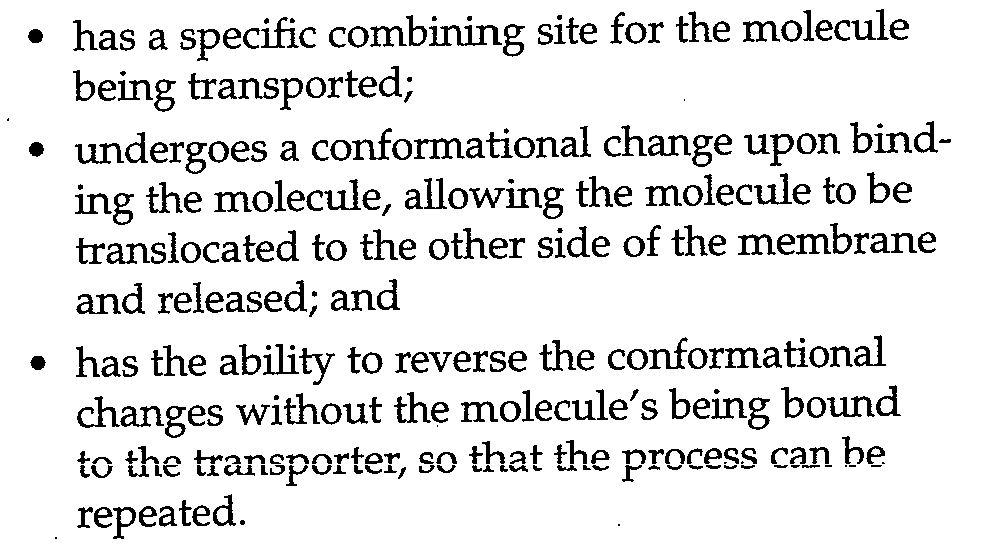 • has a specific combining site for the molecule
being transported;
• undergoes a conformational change upon bind-
ing the molecule, allowing the molecule to be
translocated to the other side of the membrane
and released; and
• has the ability to reverse the conformational
changes without the molecule's being bound
to the transporter, so that the process can be
repeated.